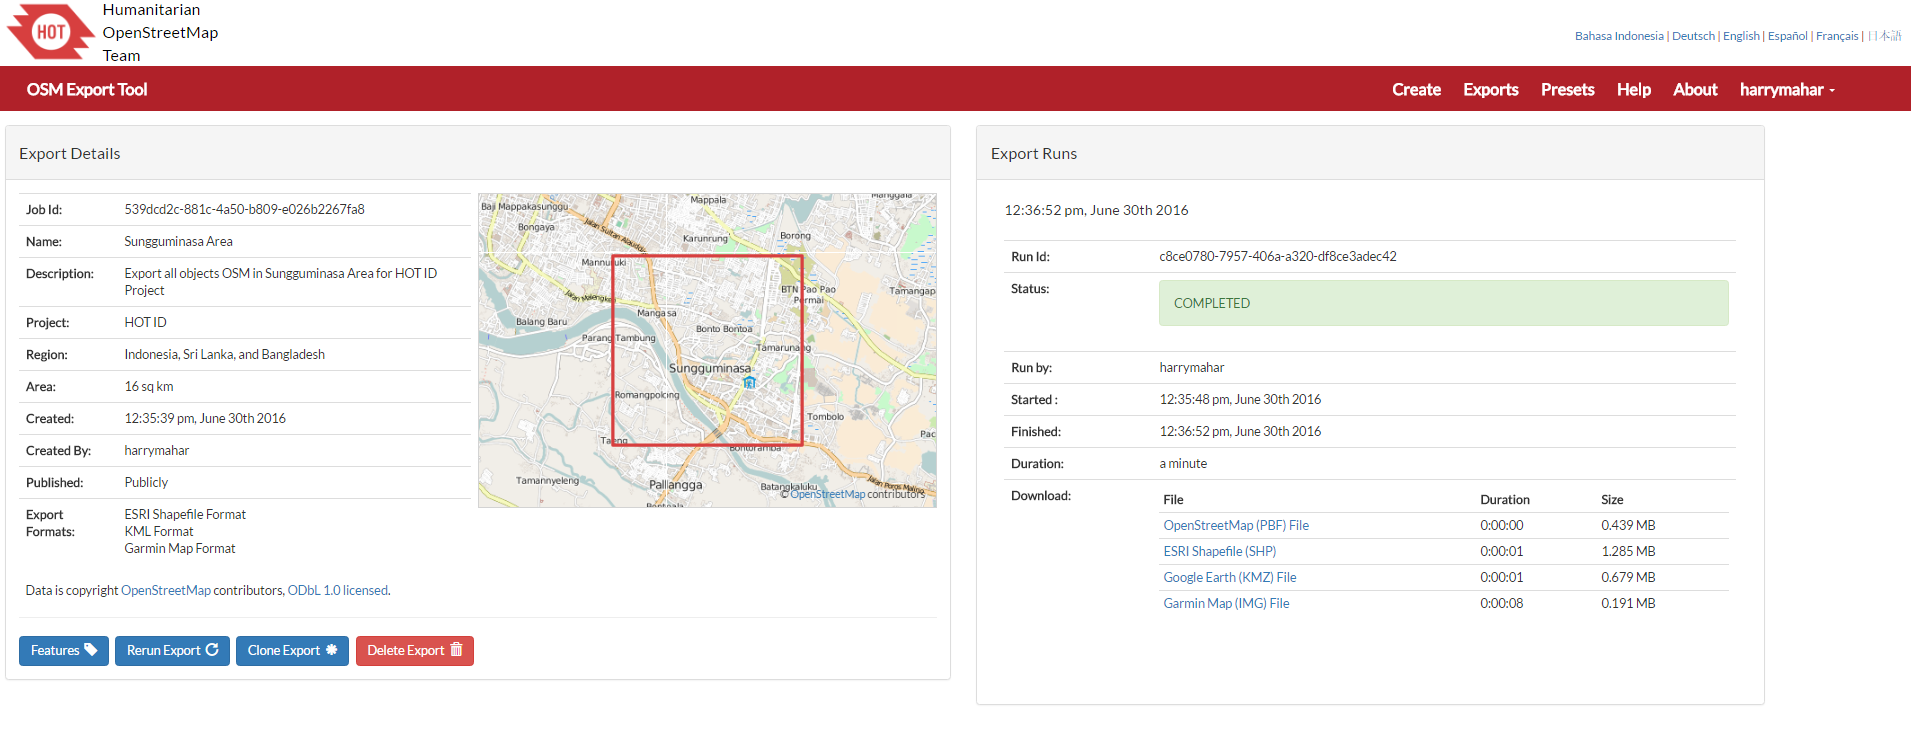 HOT
Humanitarian
OpenStreetMap
Team
Bahasa Indonesia | Deutsch | English | Español | Français | 日本語
OSM Export Tool
Create Exports Presets Help About harrymahar
Export Details
Job Id: 539dcd2c-881c-4a50-b809-e026b2267fa8
Name: Sungguminasa Area
Description: Export all objects OSM in Sungguminasa Area for HOT ID
Project
Project: HOT ID
Region: Indonesia, Sri Lanka, and Bangladesh
Area: 16 sq km
Created: 12:35:39 pm, June 30th 2016
Created By: harrymahar
Published: Publicly
Export
Formats:
ESRI Shapefile Format
KML Format
Garmin Map Format
Manggala
Mappala
Baji Mappakasunggu
Bongaya
Jalan Sultan Alauddin
Karunrung
Borong
Mannuruki
BTN Pao Pao
Permai
Tamangap
Mangasa
Balang Baru
Bonto Bontoa
Parang Tambung
Tamarunang
Sungguminasa
Romangpolong
Tombolo
Taeng
Bontoramba
Tamannyeleng
Pallangga
Batangkaluku
Bontoala
© OpenStreetMap contributors
Data is copyright OpenStreetMap contributors, ODbL 1.0 licensed.
Features Rerun Export Clone Export Delete Export
Export Runs
12:36:52 pm, June 30th 2016
Run Id: c8ce0780-7957-406a-a320-df8ce3adec42
Status: COMPLETED
Run by: harrymahar
Started : 12:35:48 pm, June 30th 2016
Finished: 12:36:52 pm, June 30th 2016
Duration: a minute
Download: File Duration Size
OpenStreetMap (PBF) File 0:00:00 0.439 MB
ESRI Shapefile (SHP) 0:00:01 1.285 MB
Google Earth (KMZ) File 0:00:01 0.679 MB
Garmin Map (IMG) File 0:00:08 0.191 MB